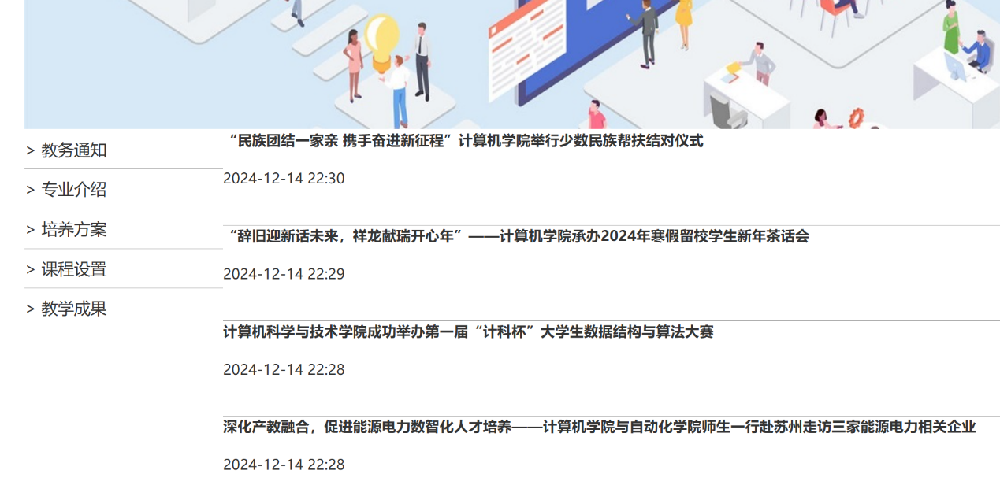 > 教务通知
> 专业介绍
> 培养方案
> 课程设置
> 教学成果
“民族团结一家亲 携手奋进新征程”计算机学院举行少数民族帮扶结对仪式
2024-12-14 22:30
“辞旧迎新话未来，祥龙献瑞开心年”——计算机学院承办2024年寒假留校学生新年茶话会
2024-12-14 22:29
计算机科学与技术学院成功举办第一届“计科杯”大学生数据结构与算法大赛
2024-12-14 22:28
深化产教融合，促进能源电力数智化人才培养——计算机学院与自动化学院师生一行赴苏州走访三家能源电力相关企业
2024-12-14 22:28